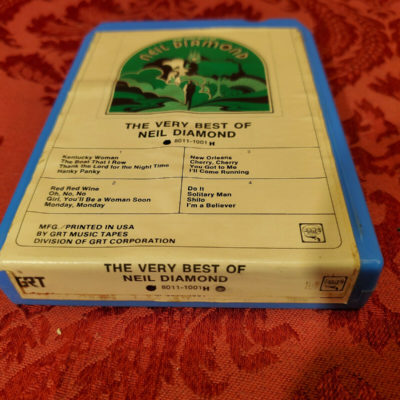 NEIL DIAMOND
THE VERY BEST OF
NEIL DIAMOND
8011-1001 H
1
Kentucky Woman
The Boat That I Row
Thank the Lord for the Night Time
Hanky Panky
3
New Orleans
Cherry, Cherry
You Got to Me
I'll Come Running
2
Red Red Wine
Oh, No, No
Girl, You'll Be a Woman Soon
Monday, Monday
4
Do It
Solitary Man
Shilo
I'm a Believer
MFG./PRINTED IN USA
BY GRT MUSIC TAPES
DIVISION OF GRT CORPORATION
GRT
THE VERY BEST OF
NEIL DIAMOND
8011-1001 H